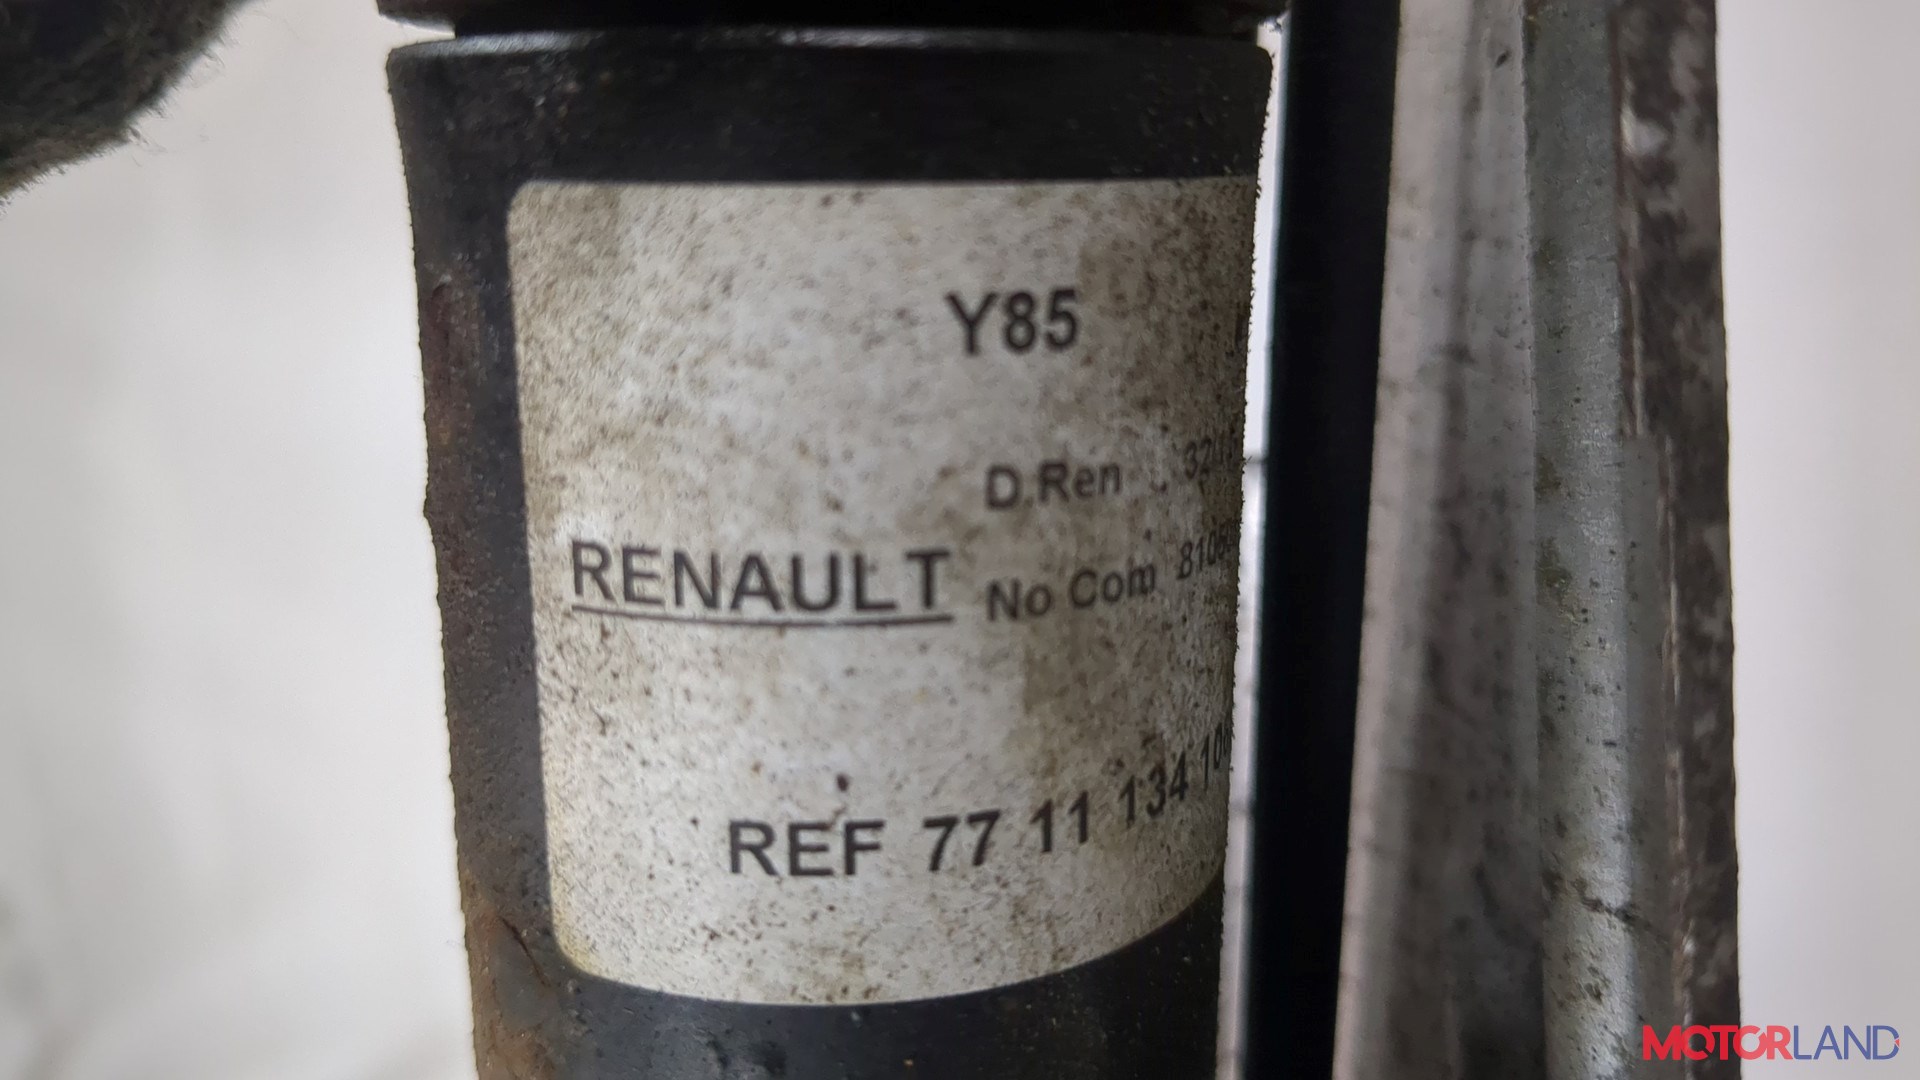 Y85
D.Ren
RENAULT No Com
REF 77 11 134
MOTORLAND